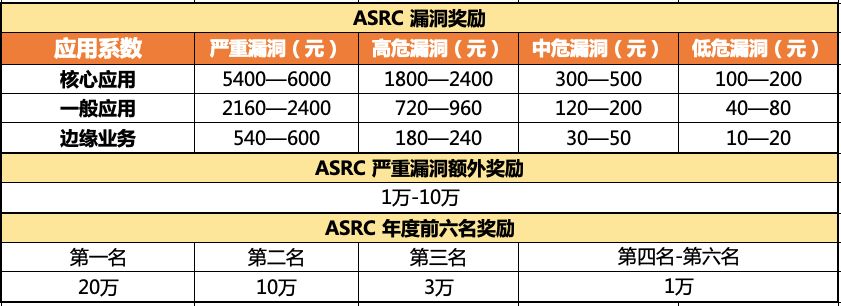 ASRC 漏洞奖励
应用系数 严重漏洞（元） 高危漏洞（元） 中危漏洞（元） 低危漏洞（元）
核心应用 5400—6000 1800—2400 300—500 100—200
一般应用 2160—2400 720—960 120—200 40—80
边缘业务 540—600 180—240 30—50 10—20
ASRC 严重漏洞额外奖励
1万-10万
ASRC 年度前六名奖励
第一名 第二名 第三名 第四名-第六名
20万 10万 3万 1万